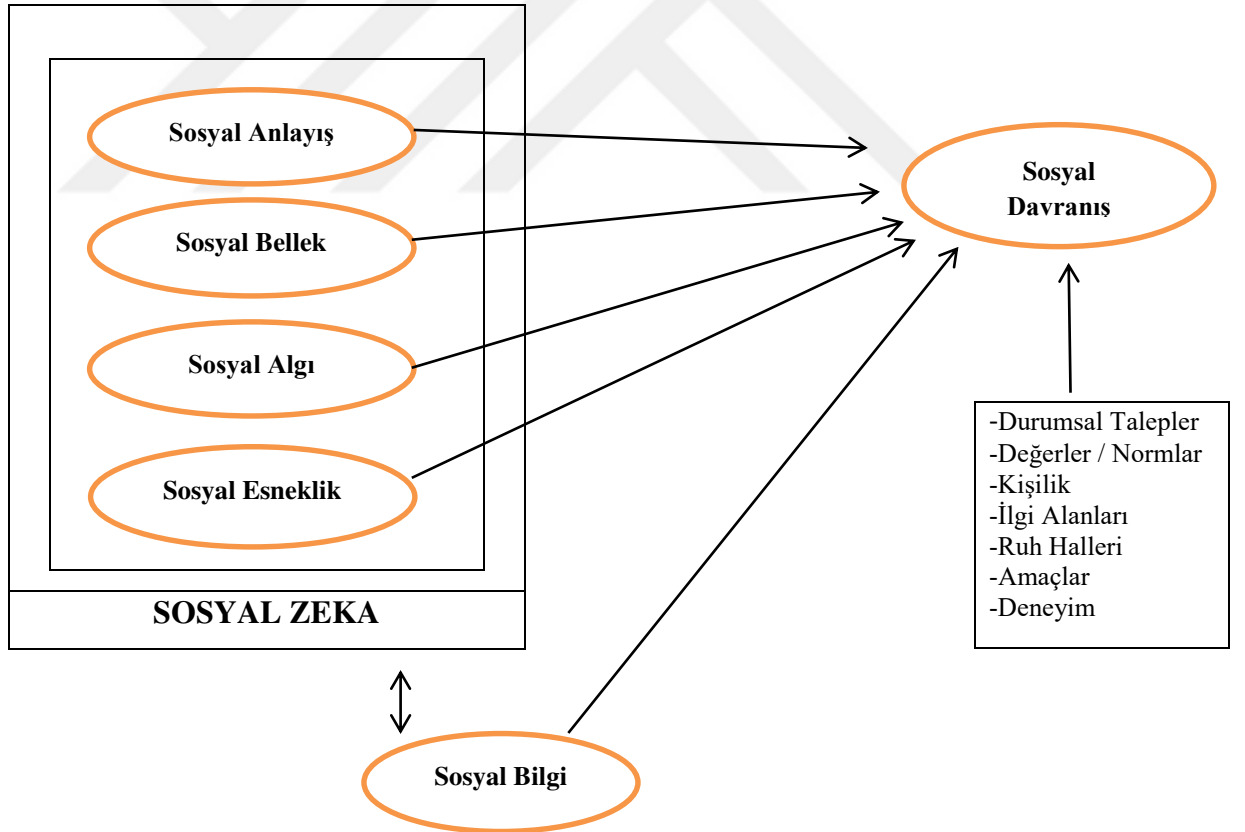 Sosyal Anlayış
Sosyal Bellek
Sosyal Algı
Sosyal Esneklik
SOSYAL ZEKA
Sosyal Bilgi
Sosyal
Davranış
-Durumsal Talepler
-Değerler / Normlar
-Kişilik
-İlgi Alanları
-Ruh Halleri
-Amaçlar
-Deneyim